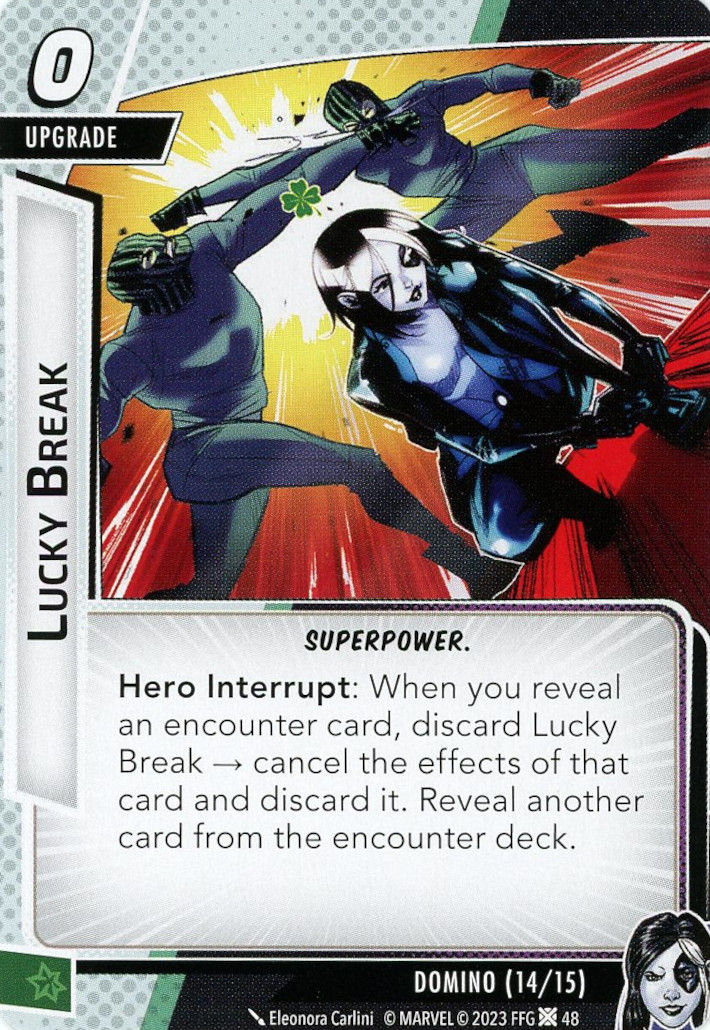 0
UPGRADE
LUCKY BREAK
SUPERPOWER.
Hero Interrupt: When you reveal
an encounter card, discard Lucky
Break → cancel the effects of that
card and discard it. Reveal another
card from the encounter deck.
DOMINO (14/15)
Eleonora Carlini © MARVEL © 2023 FFG 48